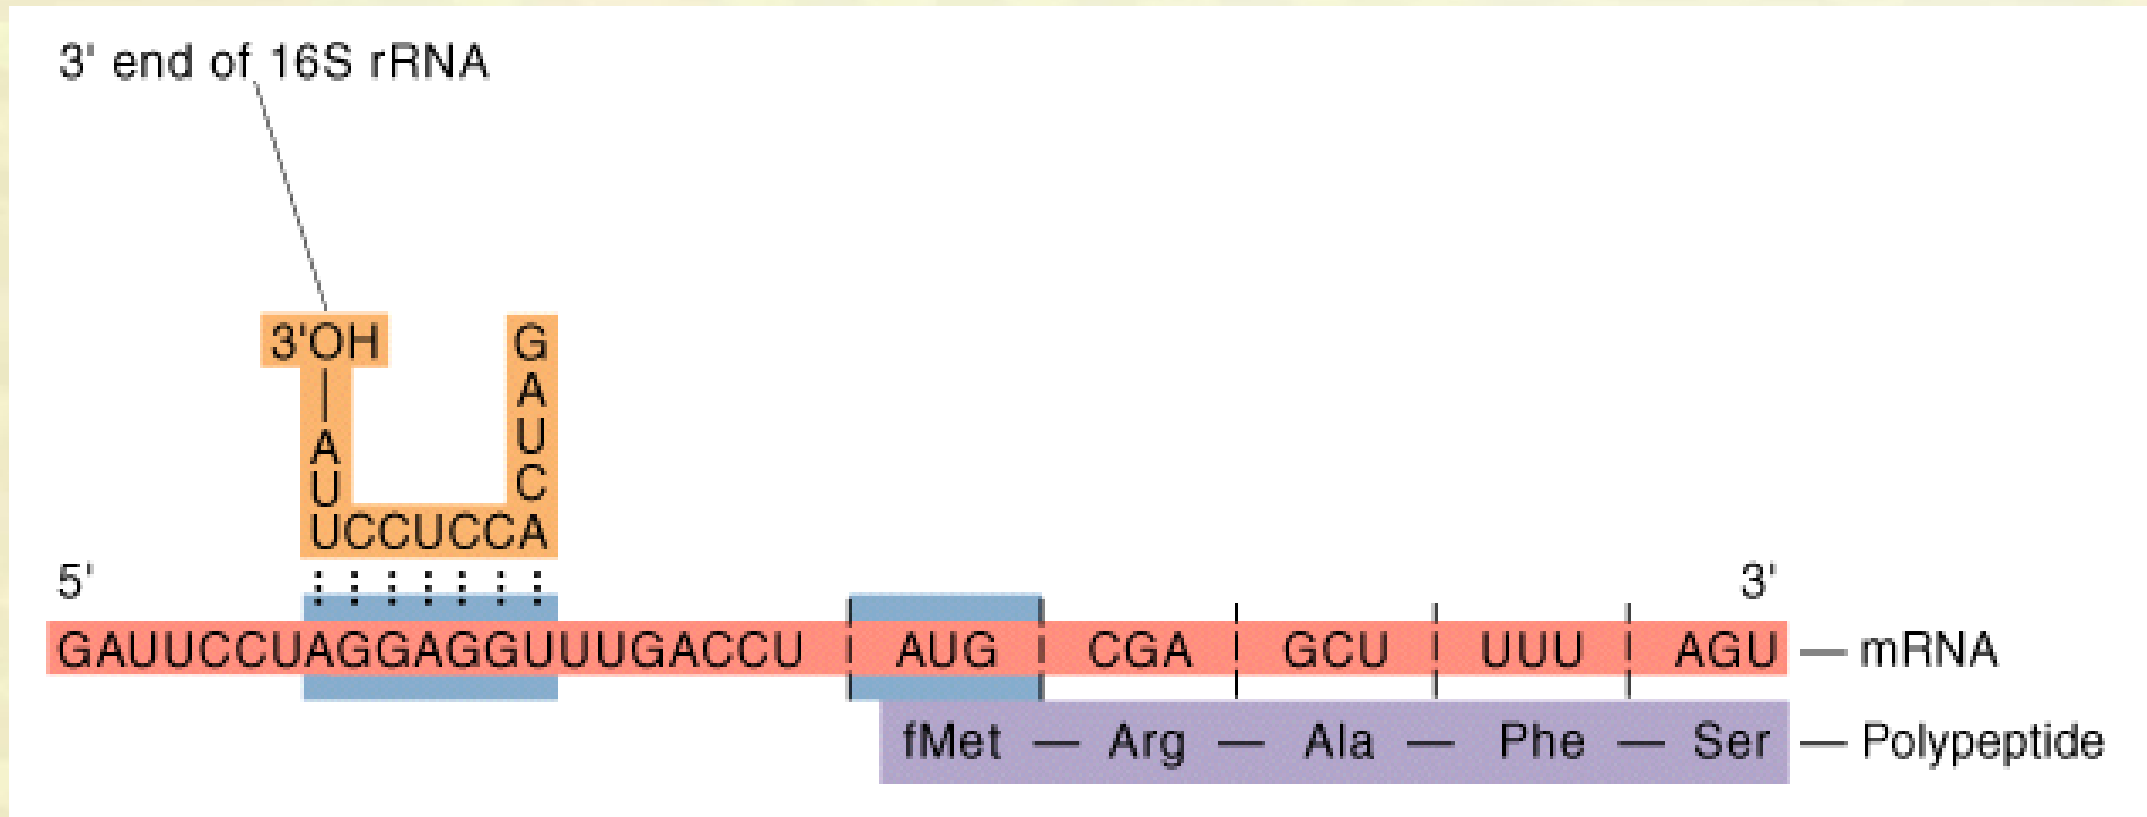 3' end of 16S rRNA
3'OH G
A
A U
U C
UCCUCCA
5' 3'
GAUUCCUAGGAGGUUUGACCU AUG CGA GCU UUU AGU — mRNA
fMet — Arg — Ala — Phe — Ser — Polypeptide